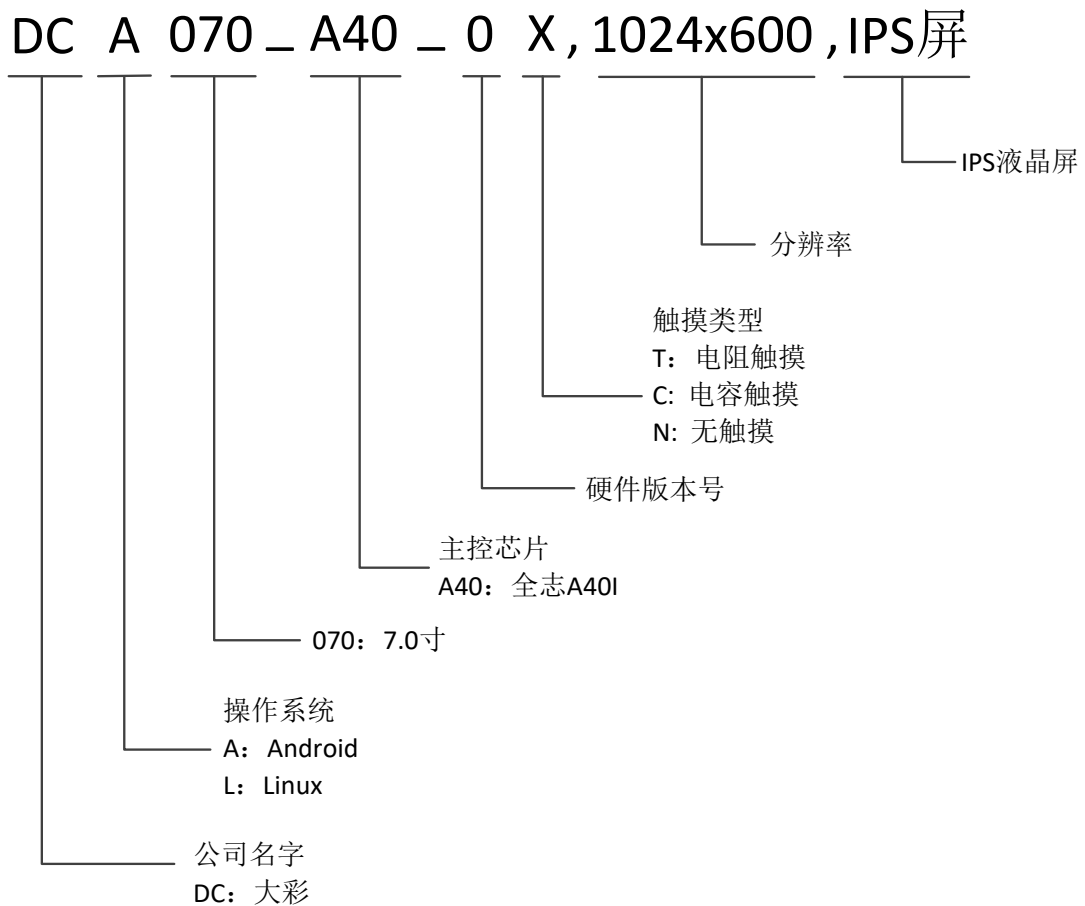 DC A 070 — A40 — 0 X, 1024x600, IPS屏
IPS液晶屏
分辨率
触摸类型
T： 电阻触摸
C: 电容触摸
N: 无触摸
硬件版本号
主控芯片
A40：全志A40I
070：7.0寸
操作系统
A：Android
L：Linux
公司名字
DC：大彩